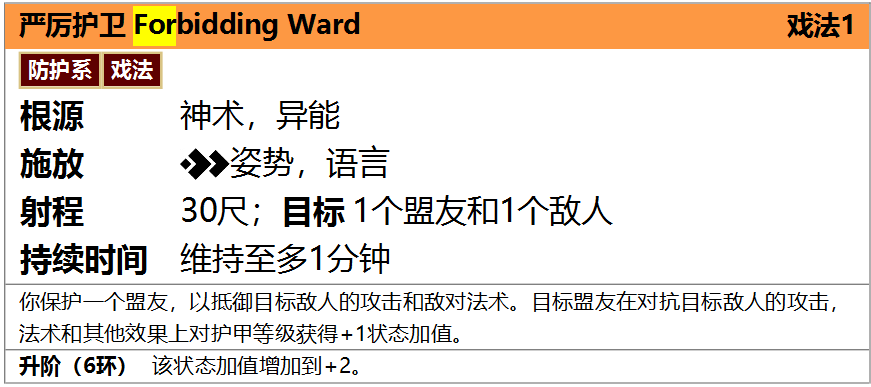 严厉护卫 Forbidding Ward 戏法1
防护系 戏法
根源 神术，异能
施放 姿势，语言
射程 30尺；目标 1个盟友和1个敌人
持续时间 维持至多1分钟
你保护一个盟友，以抵御目标敌人的攻击和敌对法术。目标盟友在对抗目标敌人的攻击，
法术和其他效果上对护甲等级获得+1状态加值。
升阶（6环） 该状态加值增加到+2。